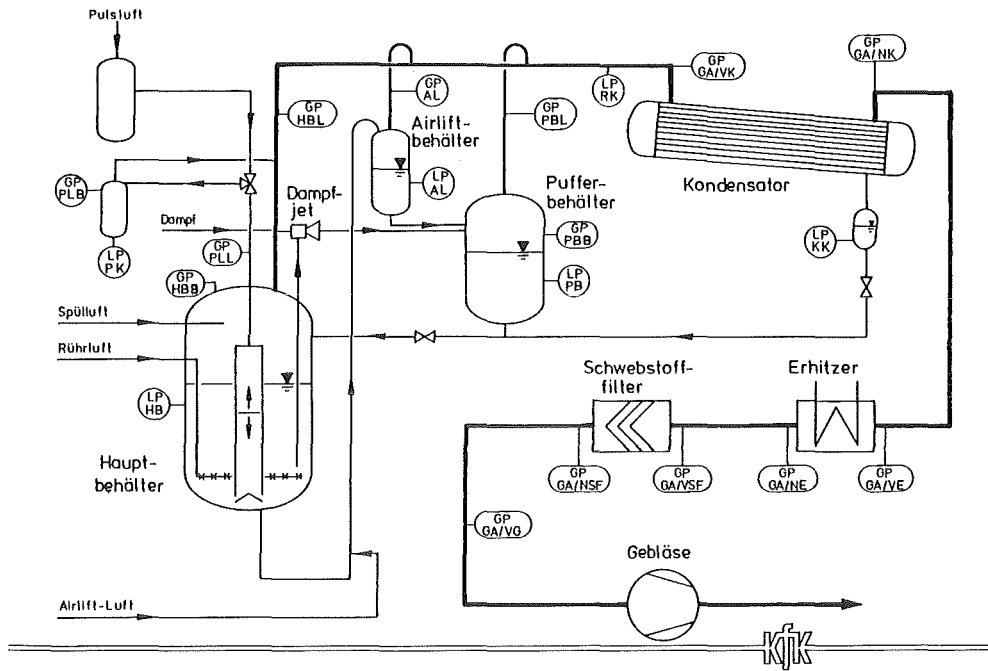 Pulsluft
GP
HBL
GP
AL
Airlift-
behälter
LP
AL
GP
PBL
LP
RK
GP
GA/VK
GP
GA/NK
Kondensator
GP
PLB
LP
PK
Dampf
Dampf-
jet
GP
PLL
GP
HBB
Puffer-
behälter
GP
PBB
LP
PB
LP
KK
Spülluft
Rührluft
LP
HB
Haupt-
behälter
Schwebstoff-
filter
Erhitzer
GP
GA/NSF
GP
GA/VSF
GP
GA/NE
GP
GA/VE
GP
GA/VG
Gebläse
Airlift-Luft
KfK